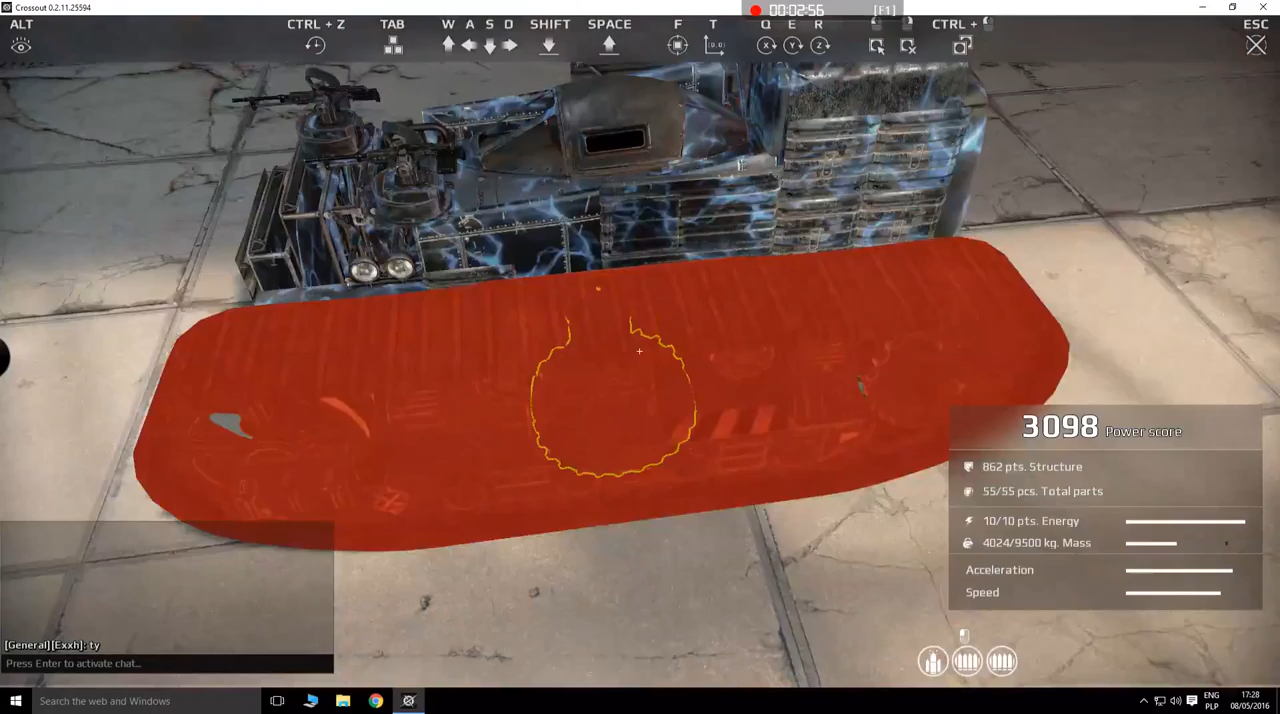 Crossout 0.2.11.25594
ALT
CTRL + Z
TAB
W A S D
SHIFT
SPACE
F
T
00:02:56
[F1]
Q E R
CTRL +
ESC
(0,0)
X Y Z
3098 Power score
862 pts. Structure
55/55 pcs. Total parts
10/10 pts. Energy
4024/9500 kg. Mass
Acceleration
Speed
[General][Exxh]: ty
Press Enter to activate chat...
Search the web and Windows
ENG
PLP
17:28
08/05/2016